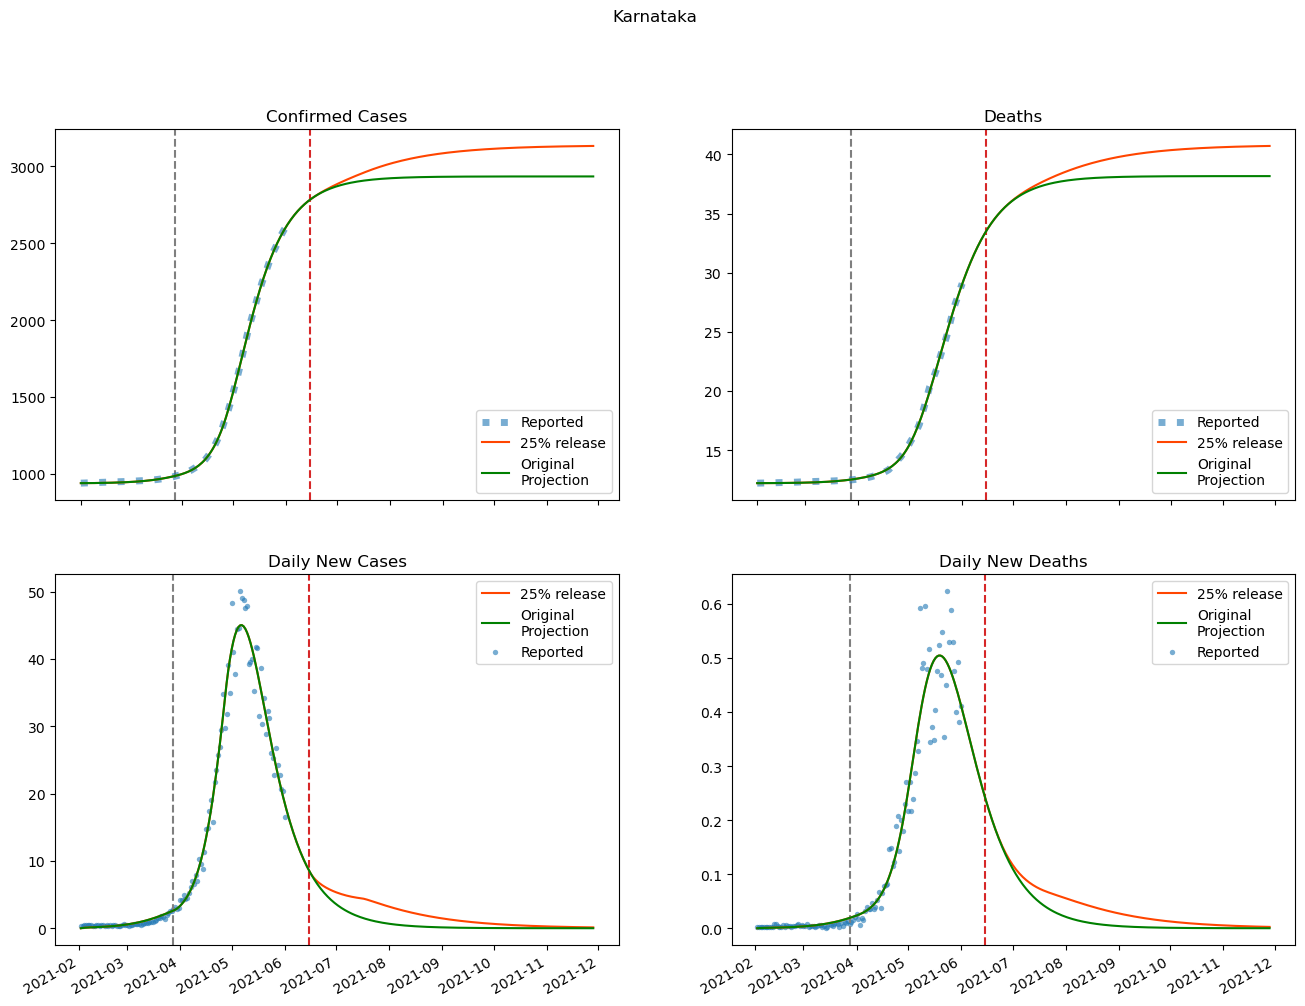 Karnataka
Confirmed Cases
3000
2500
2000
1500
1000
Reported
25% release
Original
Projection
Deaths
40
35
30
25
20
15
Reported
25% release
Original
Projection
Daily New Cases
50
40
30
20
10
0
25% release
Original
Projection
Reported
2021-02
2021-03
2021-04
2021-05
2021-06
2021-07
2021-08
2021-09
2021-10
2021-11
2021-12
Daily New Deaths
0.6
0.5
0.4
0.3
0.2
0.1
0.0
25% release
Original
Projection
Reported
2021-02
2021-03
2021-04
2021-05
2021-06
2021-07
2021-08
2021-09
2021-10
2021-11
2021-12